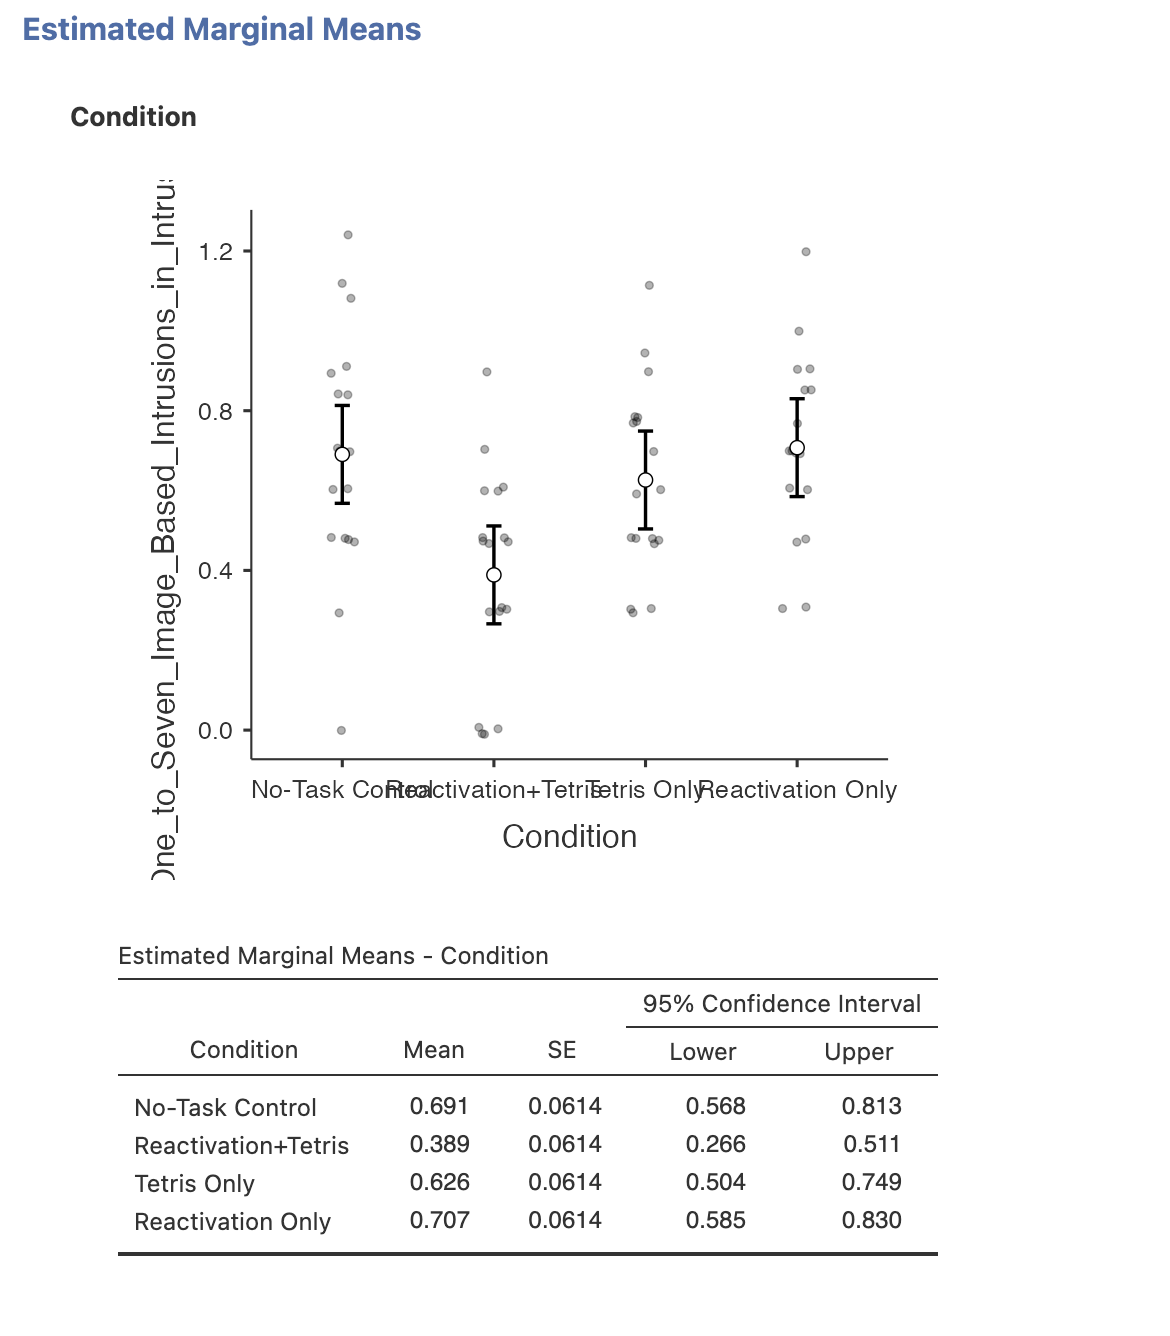 Estimated Marginal Means
Condition
One_to_Seven_Image_Based_Intrusions_in_Intrus
1.2
0.8
0.4
0.0
No-Task Control
Reactivation+Tetris
Tetris Only
Reactivation Only
Condition
Estimated Marginal Means - Condition
95% Confidence Interval
Condition Mean SE Lower Upper
No-Task Control 0.691 0.0614 0.568 0.813
Reactivation+Tetris 0.389 0.0614 0.266 0.511
Tetris Only 0.626 0.0614 0.504 0.749
Reactivation Only 0.707 0.0614 0.585 0.830